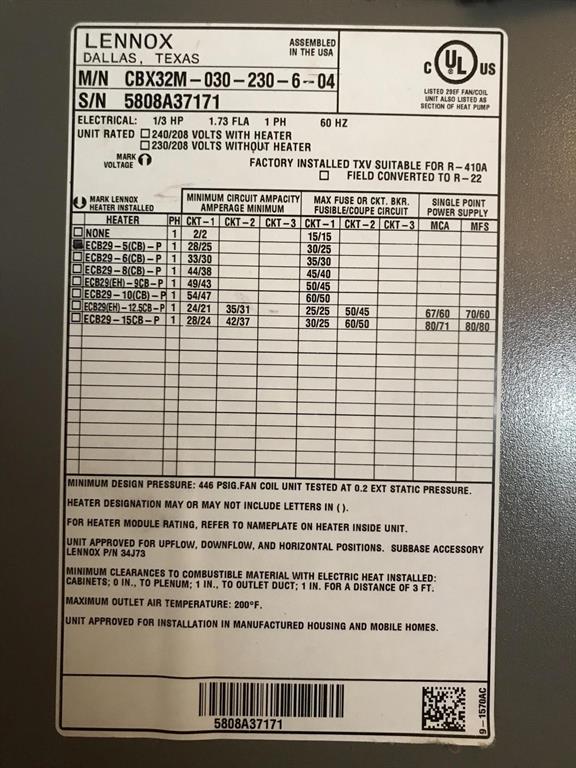 LENNOX
DALLAS, TEXAS
ASSEMBLED
IN THE USA
M/N CBX32M-030-230-6--04
S/N 5808A37171
C UL US
LISTED 29EF FAN/COIL
UNIT ALSO LISTED AS
SECTION OF HEAT PUMP
ELECTRICAL: 1/3 HP 1.73 FLA 1 PH 60 HZ
UNIT RATED 240/208 VOLTS WITH HEATER
230/208 VOLTS WITHOUT HEATER
MARK
VOLTAGE
FACTORY INSTALLED TXV SUITABLE FOR R-410A
FIELD CONVERTED TO R-22
MARK LENNOX
HEATER INSTALLED
MINIMUM CIRCUIT AMPACITY
AMPERAGE MINIMUM
MAX FUSE OR CKT. BKR.
FUSIBLE/COUPE CIRCUIT
SINGLE POINT
POWER SUPPLY
HEATER PH CKT-1 CKT-2 CKT-3 CKT-1 CKT-2 CKT-3 MCA MFS
NONE 1 2/2 15/15
ECB29-5(CB)-P 1 28/25 30/25
ECB29-6(CB)-P 1 33/30 35/30
ECB29-8(CB)-P 1 44/38 45/40
ECB29(EH)-9CB-P 1 49/43 50/45
ECB29-10(CB)-P 1 54/47 60/50
ECB29(EH)-12.5CB-P 1 24/21 35/31 25/25 50/45 67/60 70/60
ECB29-15CB-P 1 28/24 42/37 30/25 60/50 80/71 80/80
MINIMUM DESIGN PRESSURE: 446 PSIG.FAN COIL UNIT TESTED AT 0.2 EXT STATIC PRESSURE.
HEATER DESIGNATION MAY OR MAY NOT INCLUDE LETTERS IN ( ).
FOR HEATER MODULE RATING, REFER TO NAMEPLATE ON HEATER INSIDE UNIT.
UNIT APPROVED FOR UPFLOW, DOWNFLOW, AND HORIZONTAL POSITIONS. SUBBASE ACCESSORY
LENNOX P/N 34J73
MINIMUM CLEARANCES TO COMBUSTIBLE MATERIAL WITH ELECTRIC HEAT INSTALLED:
CABINETS; 0 IN., TO PLENUM; 1 IN., TO OUTLET DUCT; 1 IN. FOR A DISTANCE OF 3 FT.
MAXIMUM OUTLET AIR TEMPERATURE: 200°F.
UNIT APPROVED FOR INSTALLATION IN MANUFACTURED HOUSING AND MOBILE HOMES.
5808A37171
9-1570AC